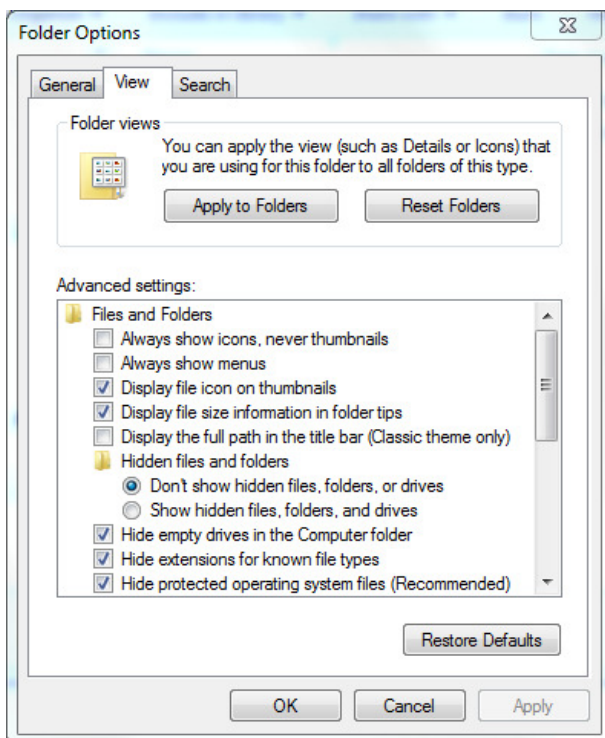 Folder Options
General View Search
Folder views
You can apply the view (such as Details or Icons) that
you are using for this folder to all folders of this type.
Apply to Folders Reset Folders
Advanced settings:
Files and Folders
Always show icons, never thumbnails
Always show menus
Display file icon on thumbnails
Display file size information in folder tips
Display the full path in the title bar (Classic theme only)
Hidden files and folders
Don't show hidden files, folders, or drives
Show hidden files, folders, and drives
Hide empty drives in the Computer folder
Hide extensions for known file types
Hide protected operating system files (Recommended)
Restore Defaults
OK Cancel Apply